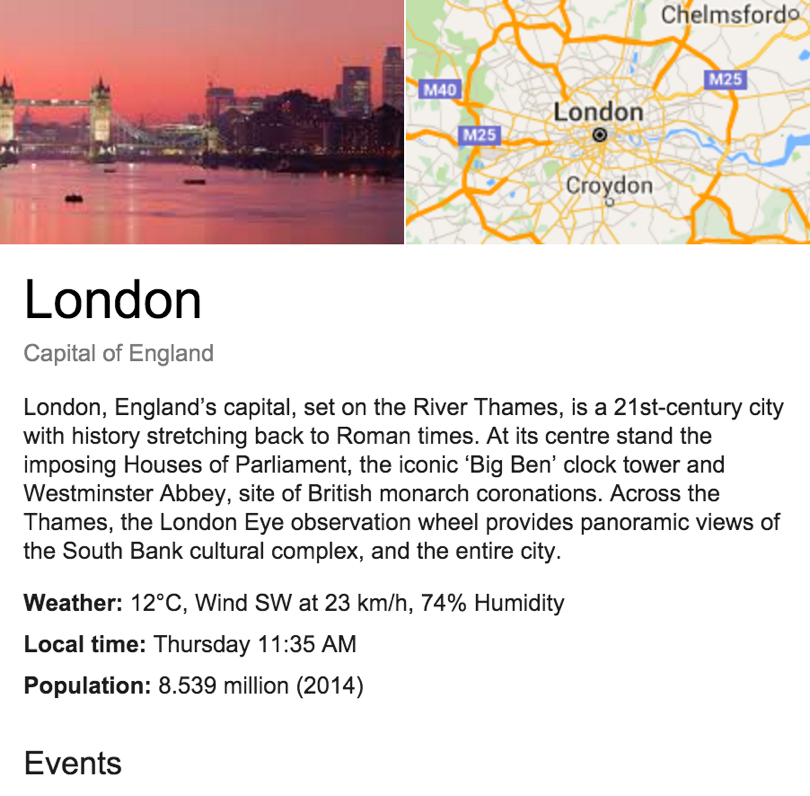 Chelmsford
M40
M25
London
M25
Croydon
London
Capital of England
London, England’s capital, set on the River Thames, is a 21st-century city
with history stretching back to Roman times. At its centre stand the
imposing Houses of Parliament, the iconic ‘Big Ben’ clock tower and
Westminster Abbey, site of British monarch coronations. Across the
Thames, the London Eye observation wheel provides panoramic views of
the South Bank cultural complex, and the entire city.
Weather: 12°C, Wind SW at 23 km/h, 74% Humidity
Local time: Thursday 11:35 AM
Population: 8.539 million (2014)
Events